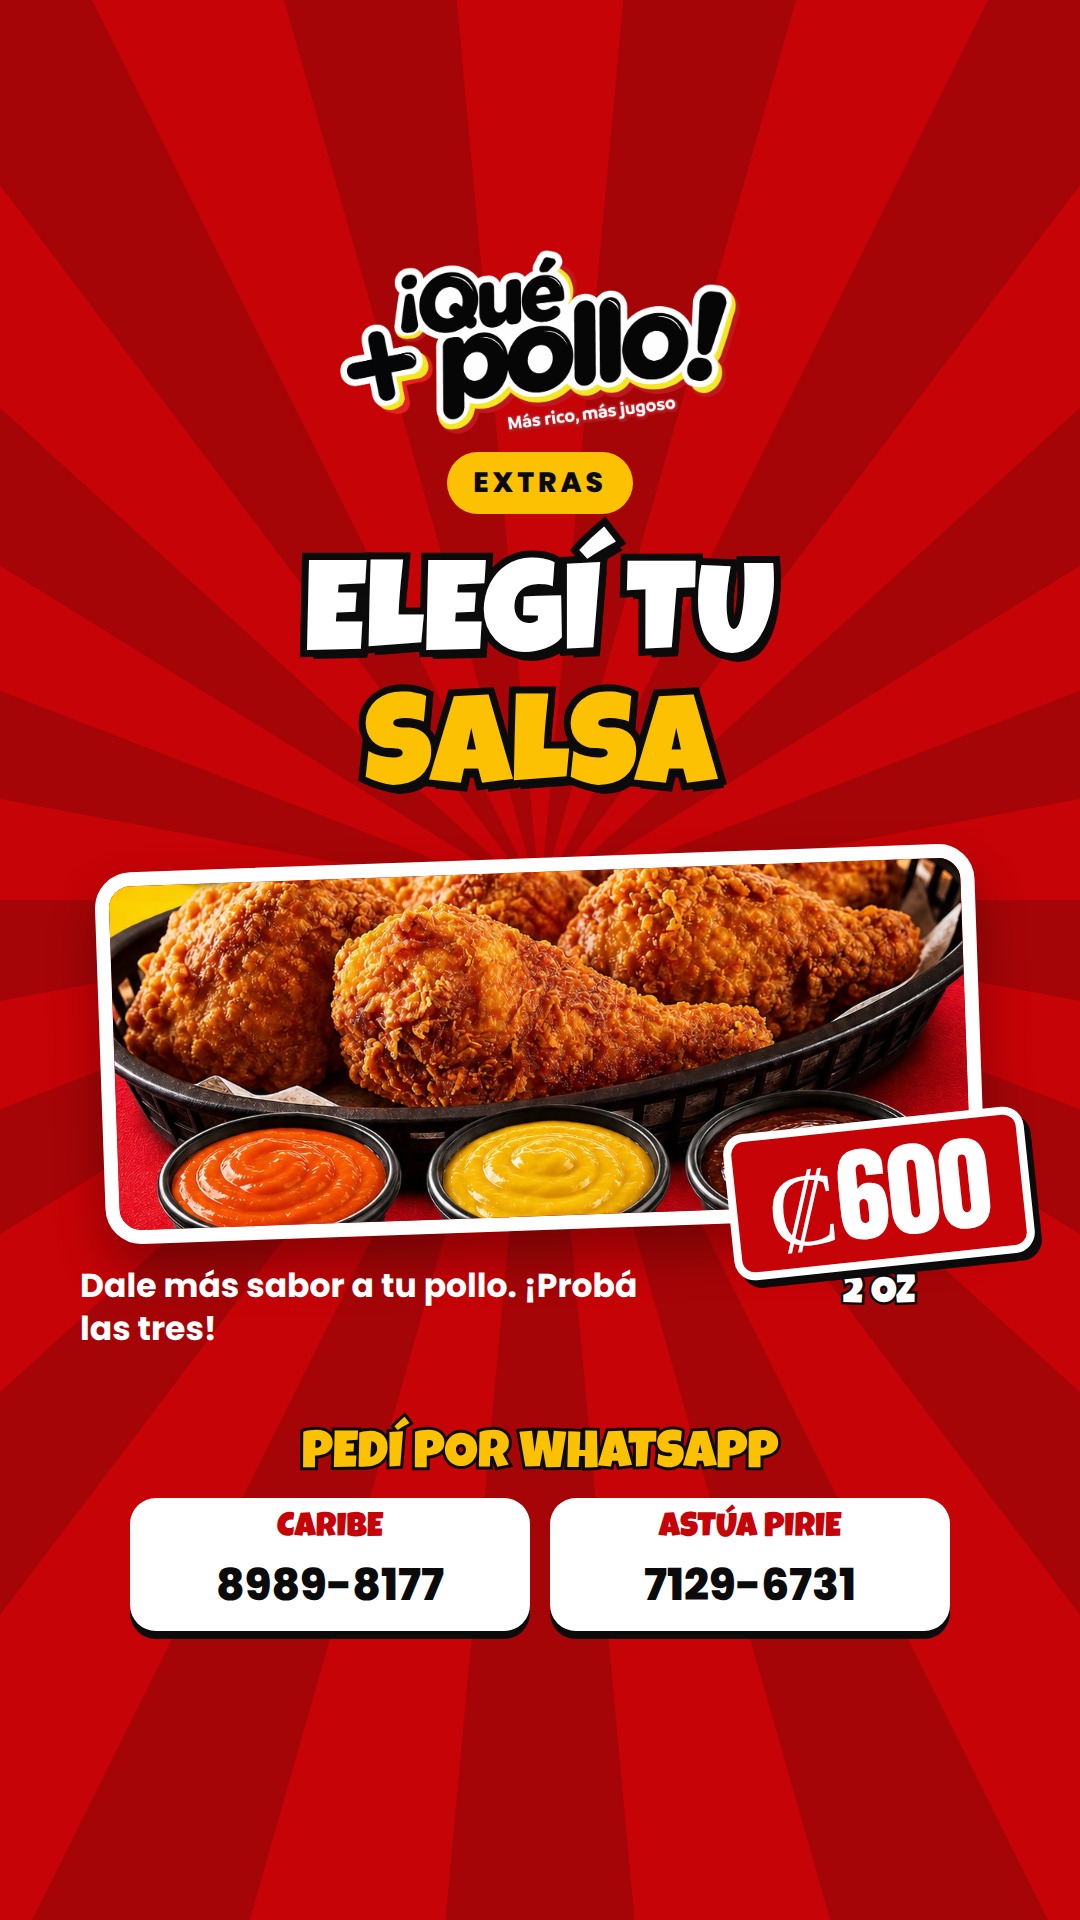 ¡Qué
+ pollo!
Más rico, más jugoso
EXTRAS
ELEGÍ TU
SALSA
₡600
2 OZ
Dale más sabor a tu pollo. ¡Probá
las tres!
PEDÍ POR WHATSAPP
CARIBE
8989-8177
ASTÚA PIRIE
7129-6731